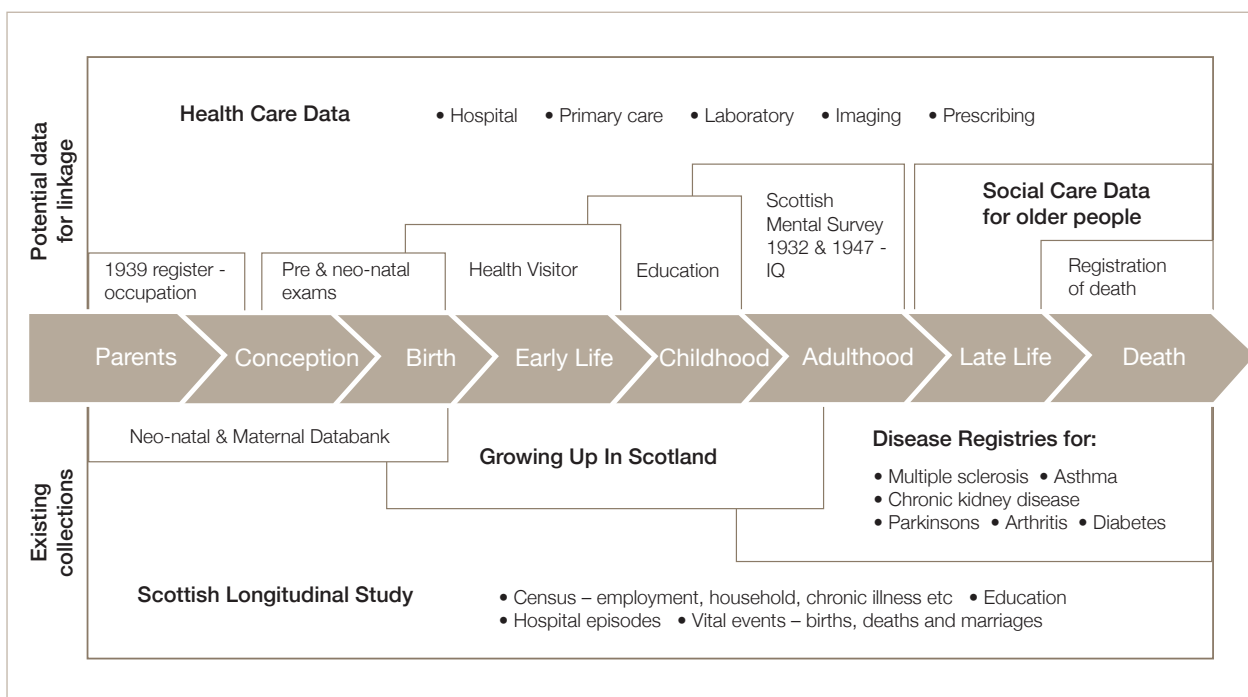 Potential data
for linkage
Health Care Data
• Hospital • Primary care • Laboratory • Imaging • Prescribing
1939 register -
occupation
Pre & neo-natal
exams
Health Visitor
Education
Scottish
Mental Survey
1932 & 1947 -
IQ
Social Care Data
for older people
Registration
of death
Parents
Conception
Birth
Early Life
Childhood
Adulthood
Late Life
Death
Existing
collections
Neo-natal & Maternal Databank
Growing Up In Scotland
Disease Registries for:
• Multiple sclerosis • Asthma
• Chronic kidney disease
• Parkinsons • Arthritis • Diabetes
Scottish Longitudinal Study
• Census – employment, household, chronic illness etc • Education
• Hospital episodes • Vital events – births, deaths and marriages